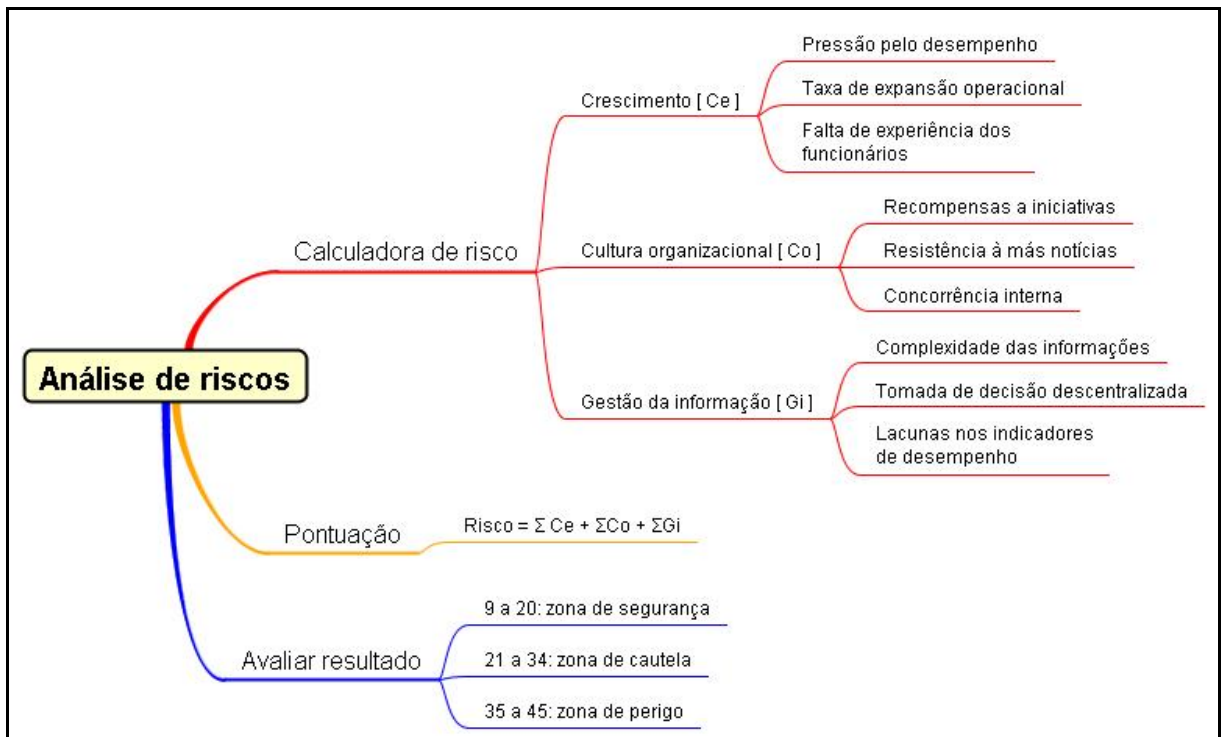 Análise de riscos
Calculadora de risco
Crescimento [ Ce ]
Pressão pelo desempenho
Taxa de expansão operacional
Falta de experiência dos
funcionários
Cultura organizacional [ Co ]
Recompensas a iniciativas
Resistência à más notícias
Concorrência interna
Gestão da informação [ Gi ]
Complexidade das informações
Tomada de decisão descentralizada
Lacunas nos indicadores
de desempenho
Pontuação
Risco = Σ Ce + ΣCo + ΣGi
Avaliar resultado
9 a 20: zona de segurança
21 a 34: zona de cautela
35 a 45: zona de perigo